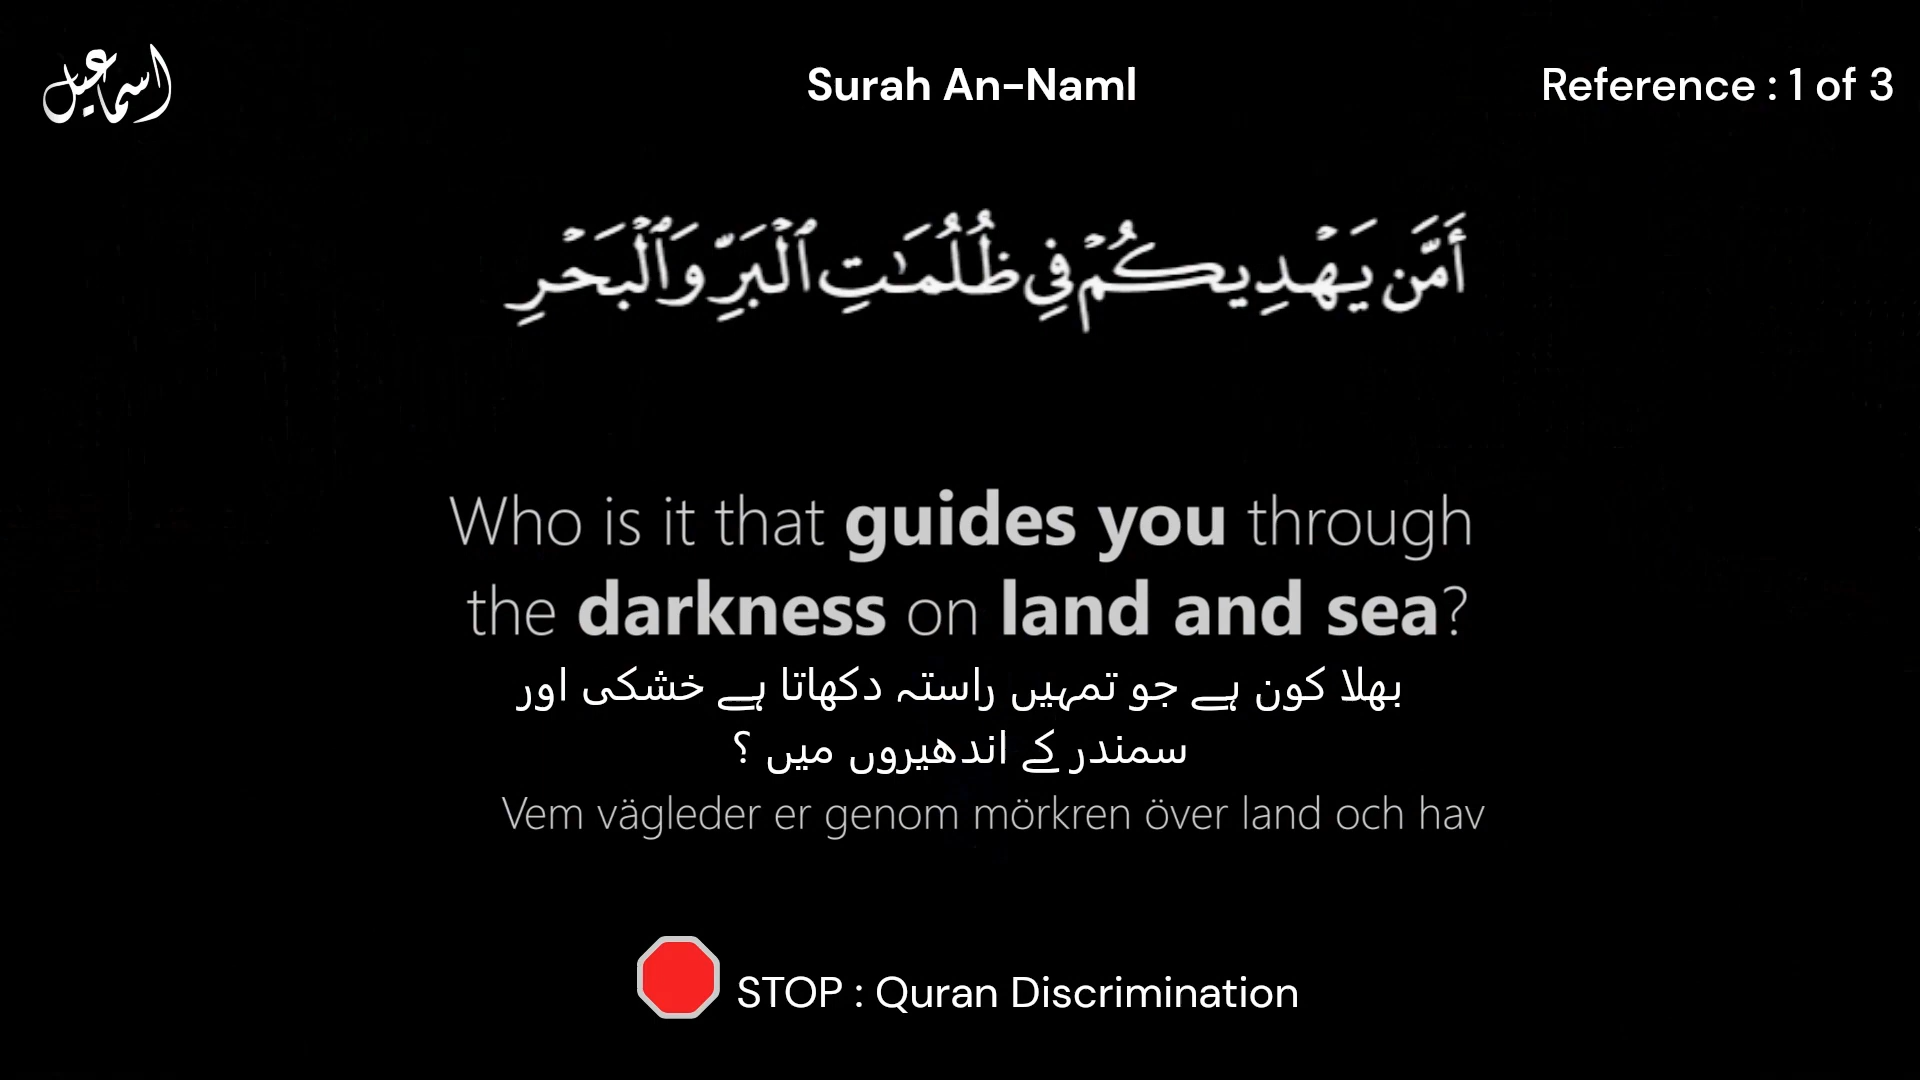 اسماعیل
Surah An-Naml
Reference : 1 of 3
أَمَّن يَهْدِيكُمْ فِي ظُلُمَٰتِ ٱلْبَرِّ وَٱلْبَحْرِ
Who is it that guides you through
the darkness on land and sea?
بھلا کون ہے جو تمہیں راستہ دکھاتا ہے خشکی اور
سمندر کے اندھیروں میں ؟
Vem vägleder er genom mörkren över land och hav
STOP : Quran Discrimination